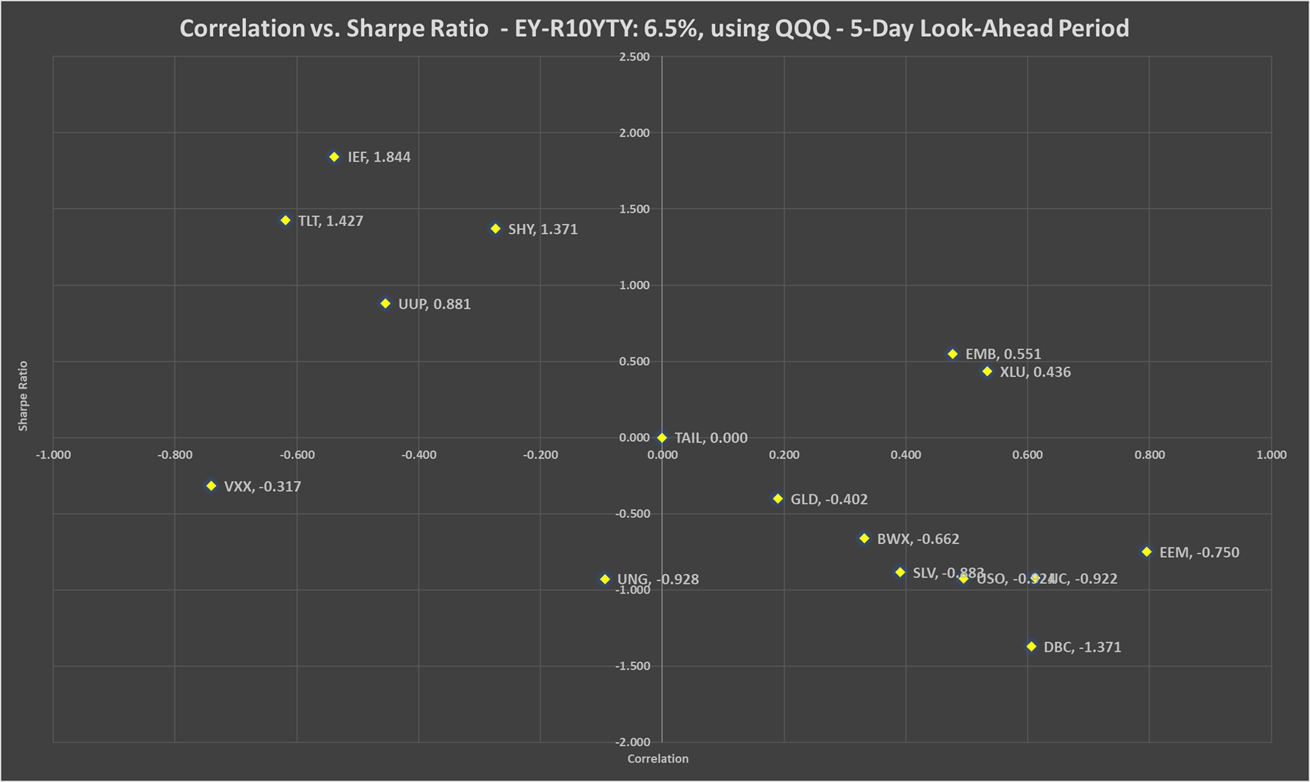 Correlation vs. Sharpe Ratio - EY-R10YTY: 6.5%, using QQQ - 5-Day Look-Ahead Period
2.500
2.000
IEF, 1.844
1.500
TLT, 1.427
SHY, 1.371
1.000
UUP, 0.881
0.500
EMB, 0.551
XLU, 0.436
Sharpe Ratio
0.000
TAIL, 0.000
-1.000 -0.800 -0.600 -0.400 -0.200 0.000 0.200 0.400 0.600 0.800 1.000
VXX, -0.317
GLD, -0.402
-0.500
BWX, -0.662
EEM, -0.750
SLV, -0.883
UNG, -0.928
-0.922
-1.000
DBC, -1.371
-1.500
-2.000
Correlation